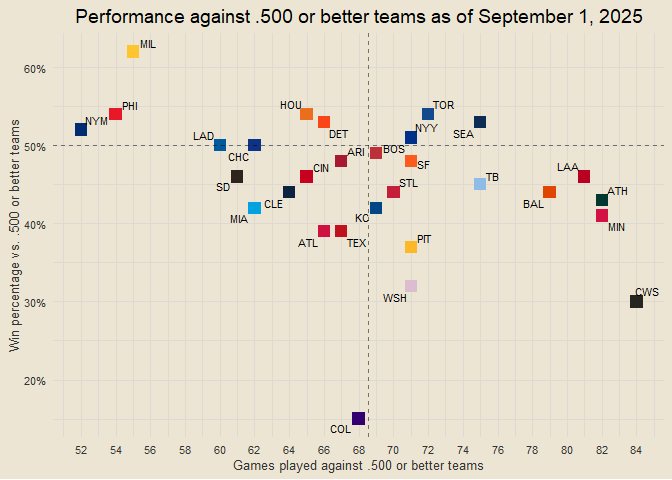 Performance against .500 or better teams as of September 1, 2025
Win percentage vs. .500 or better teams
60%
50%
40%
30%
20%
MIL
PHI
NYM
HOU
TOR
DET
NYY
SEA
LAD
CHC
ARI
BOS
SF
CIN
SD
CLE
STL
TB
LAA
MIA
KC
BAL
ATH
MIN
ATL
TEX
PIT
WSH
CWS
COL
52 54 56 58 60 62 64 66 68 70 72 74 76 78 80 82 84
Games played against .500 or better teams